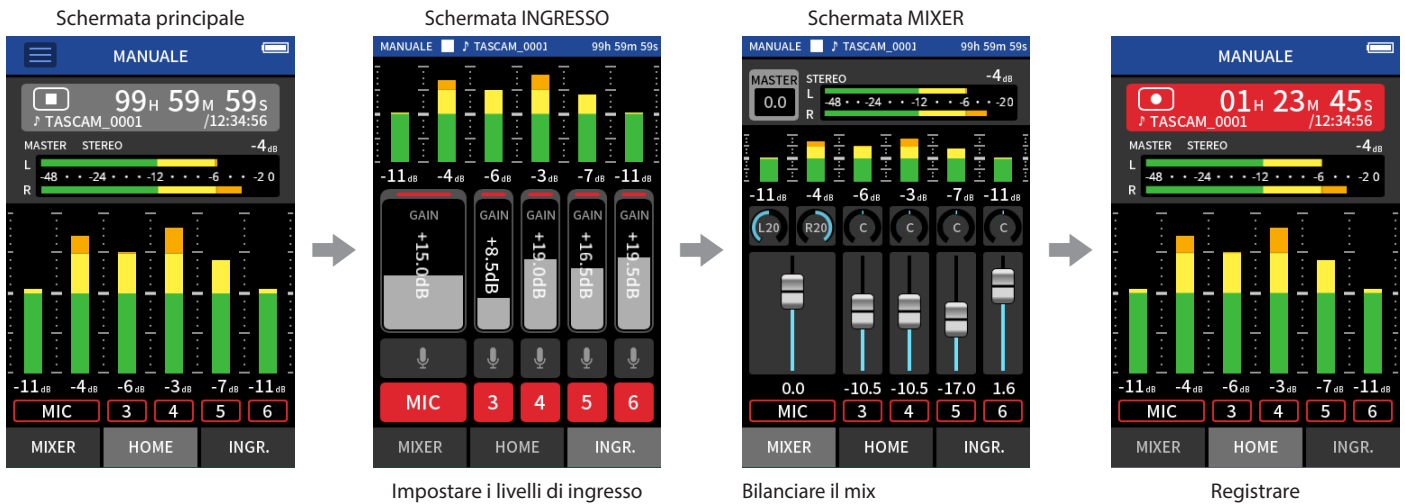 Schermata principale
MANUALE
99H 59M 59s
♪ TASCAM_0001 /12:34:56
MASTER STEREO -4dB
L
-48 · · -24 · · · -12 · · · -6 · · -2 0
R
-11dB -4dB -6dB -3dB -7dB -11dB
MIC 3 4 5 6
MIXER HOME INGR.
Schermata INGRESSO
MANUALE ♪ TASCAM_0001 99h 59m 59s
-11dB -4dB -6dB -3dB -7dB -11dB
GAIN GAIN GAIN GAIN GAIN
+15.0dB +8.5dB +19.0dB +16.5dB +19.5dB
MIC 3 4 5 6
MIXER HOME INGR.
Impostare i livelli di ingresso
Schermata MIXER
MANUALE ♪ TASCAM_0001 99h 59m 59s
MASTER STEREO -4dB
0.0
L
-48 · · -24 · · · -12 · · · -6 · · -20
R
-11dB -4dB -6dB -3dB -7dB -11dB
L20 R20 C C C C
0.0 -10.5 -10.5 -17.0 1.6
MIC 3 4 5 6
MIXER HOME INGR.
Bilanciare il mix
MANUALE
01H 23M 45s
♪ TASCAM_0001 /12:34:56
MASTER STEREO -4dB
L
-48 · · -24 · · · -12 · · · -6 · · -2 0
R
-11dB -4dB -6dB -3dB -7dB -11dB
MIC 3 4 5 6
MIXER HOME INGR.
Registrare